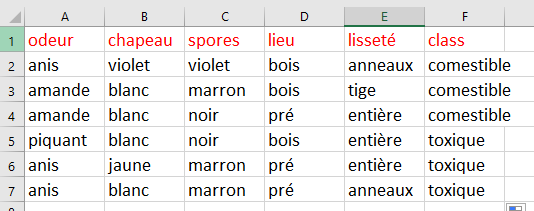 A B C D E F
1 odeur chapeau spores lieu lisseté class
2 anis violet violet bois anneaux comestible
3 amande blanc marron bois tige comestible
4 amande blanc noir pré entière comestible
5 piquant blanc noir bois entière toxique
6 anis jaune marron pré entière toxique
7 anis blanc marron pré anneaux toxique